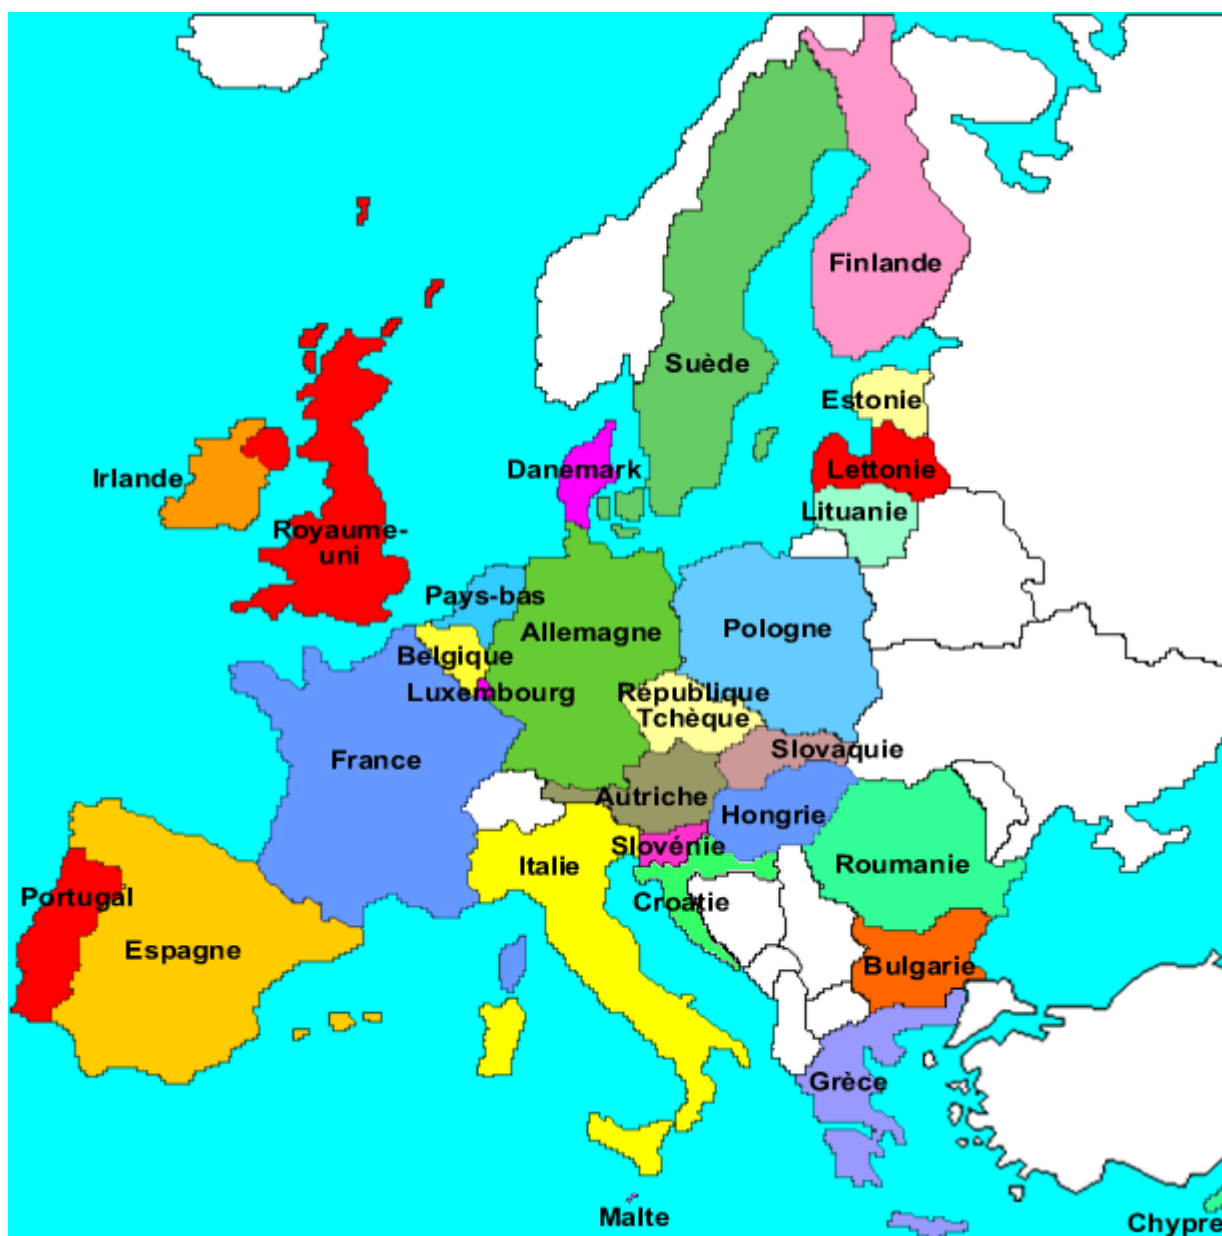 Finlande
Suède
Estonie
Lettonie
Danemark
Irlande
Lituanie
Royaume-
uni
Pays-bas
Allemagne
Pologne
Belgique
Luxembourg
République
Tchèque
Slovaquie
France
Autriche
Hongrie
Slovénie
Italie
Roumanie
Portugal
Croatie
Espagne
Bulgarie
Grèce
Malte
Chypre